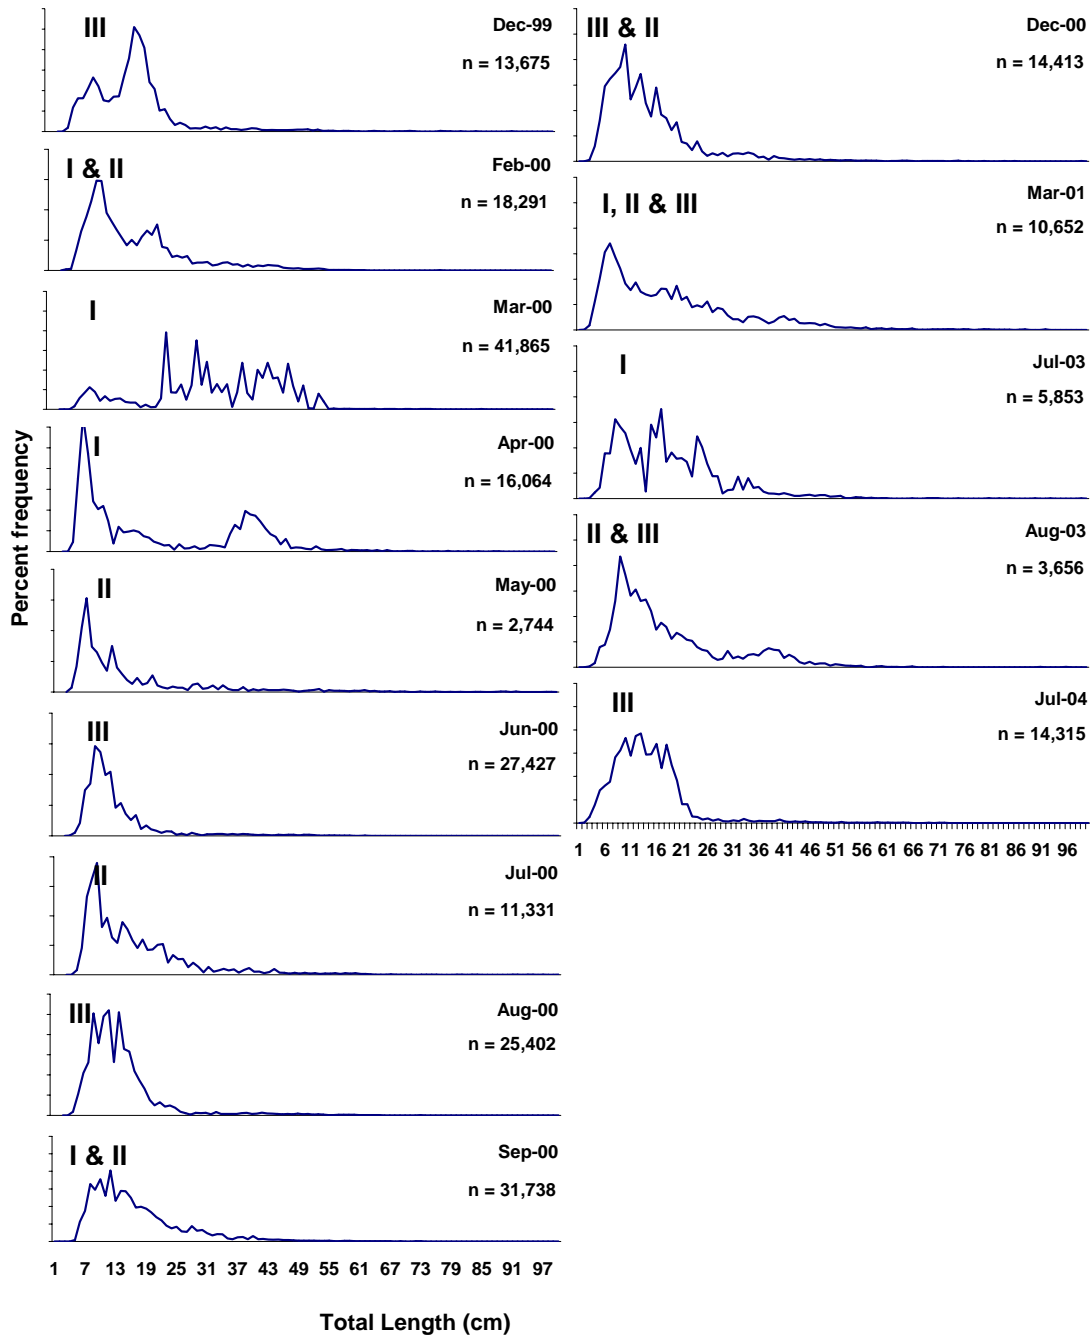 III
Dec-99
n = 13,675
I & II
Feb-00
n = 18,291
I
Mar-00
n = 41,865
I
Apr-00
n = 16,064
II
May-00
n = 2,744
III
Jun-00
n = 27,427
II
Jul-00
n = 11,331
III
Aug-00
n = 25,402
I & II
Sep-00
n = 31,738
1 7 13 19 25 31 37 43 49 55 61 67 73 79 85 91 97
III & II
Dec-00
n = 14,413
I, II & III
Mar-01
n = 10,652
I
Jul-03
n = 5,853
II & III
Aug-03
n = 3,656
III
Jul-04
n = 14,315
1 6 11 16 21 26 31 36 41 46 51 56 61 66 71 76 81 86 91 96
Percent frequency
Total Length (cm)